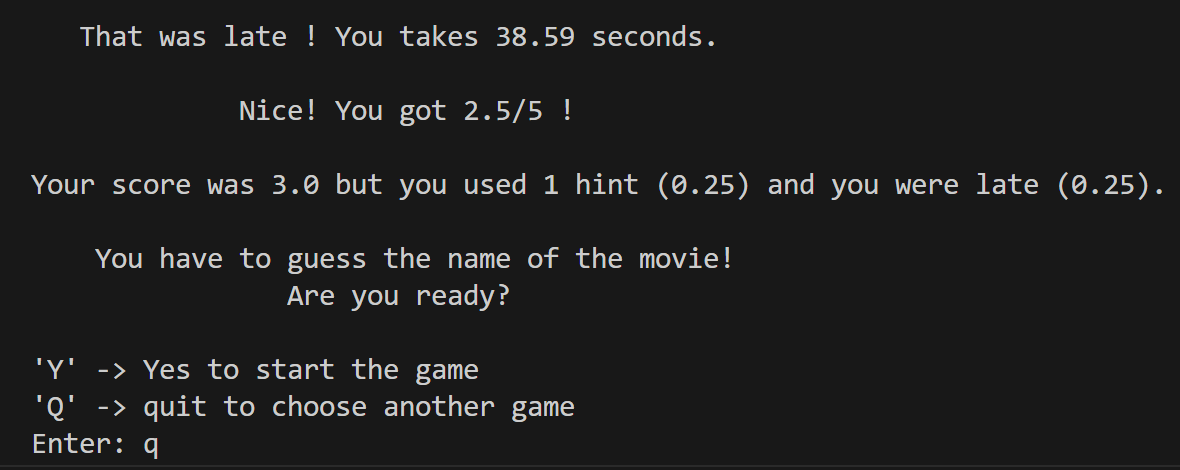 That was late ! You takes 38.59 seconds.
Nice! You got 2.5/5 !
Your score was 3.0 but you used 1 hint (0.25) and you were late (0.25).
You have to guess the name of the movie!
Are you ready?
'Y' -> Yes to start the game
'Q' -> quit to choose another game
Enter: q